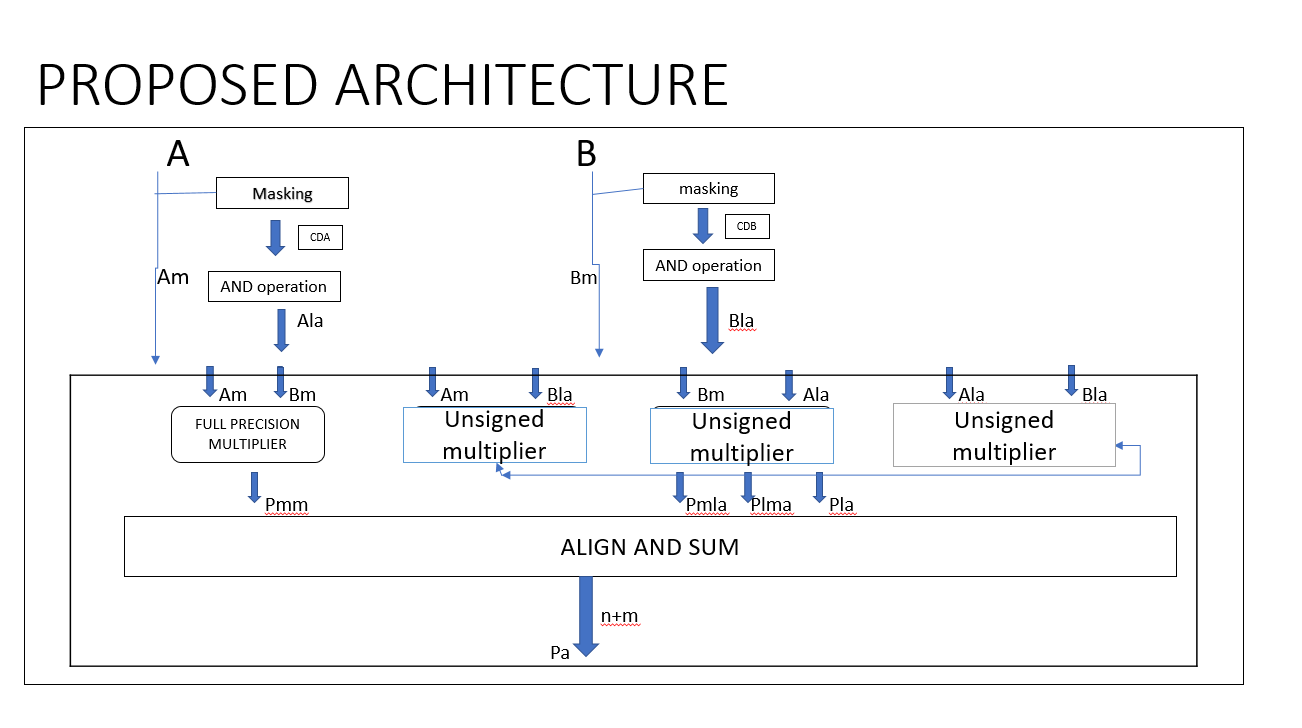 PROPOSED ARCHITECTURE
A
B
Masking
masking
CDA
CDB
Am
AND operation
Bm
AND operation
Ala
Bla
Am
Bm
Am
Bla
Bm
Ala
Ala
Bla
FULL PRECISION
MULTIPLIER
Unsigned
multiplier
Unsigned
multiplier
Unsigned
multiplier
Pmm
Pmla
Plma
Pla
ALIGN AND SUM
n+m
Pa